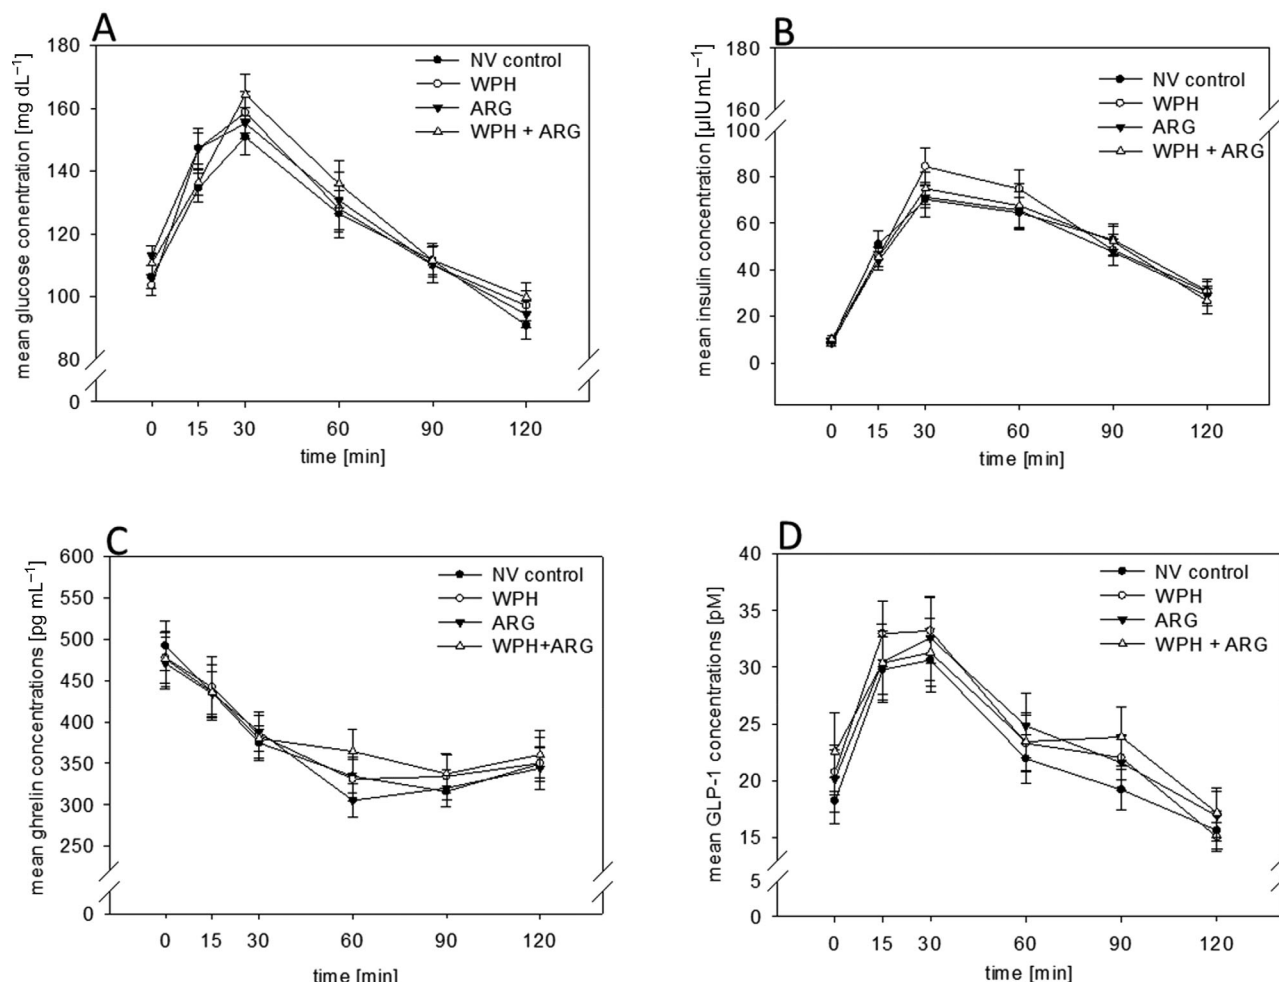 A
mean glucose conentration [mg dL⁻¹]
180
160
140
120
100
80
0
NV control
WPH
ARG
WPH + ARG
0 15 30 60 90 120
time [min]
B
mean insulin concentration [µIU mL⁻¹]
180
160
100
80
60
40
20
0
NV control
WPH
ARG
WPH + ARG
0 15 30 60 90 120
time [min]
C
mean ghrelin concentrations [pg mL⁻¹]
600
550
500
450
400
350
300
250
0
NV control
WPH
ARG
WPH+ARG
0 15 30 60 90 120
time [min]
D
mean GLP-1 concentrations [pM]
40
35
30
25
20
15
5
0
NV control
WPH
ARG
WPH + ARG
0 15 30 60 90 120
time [min]